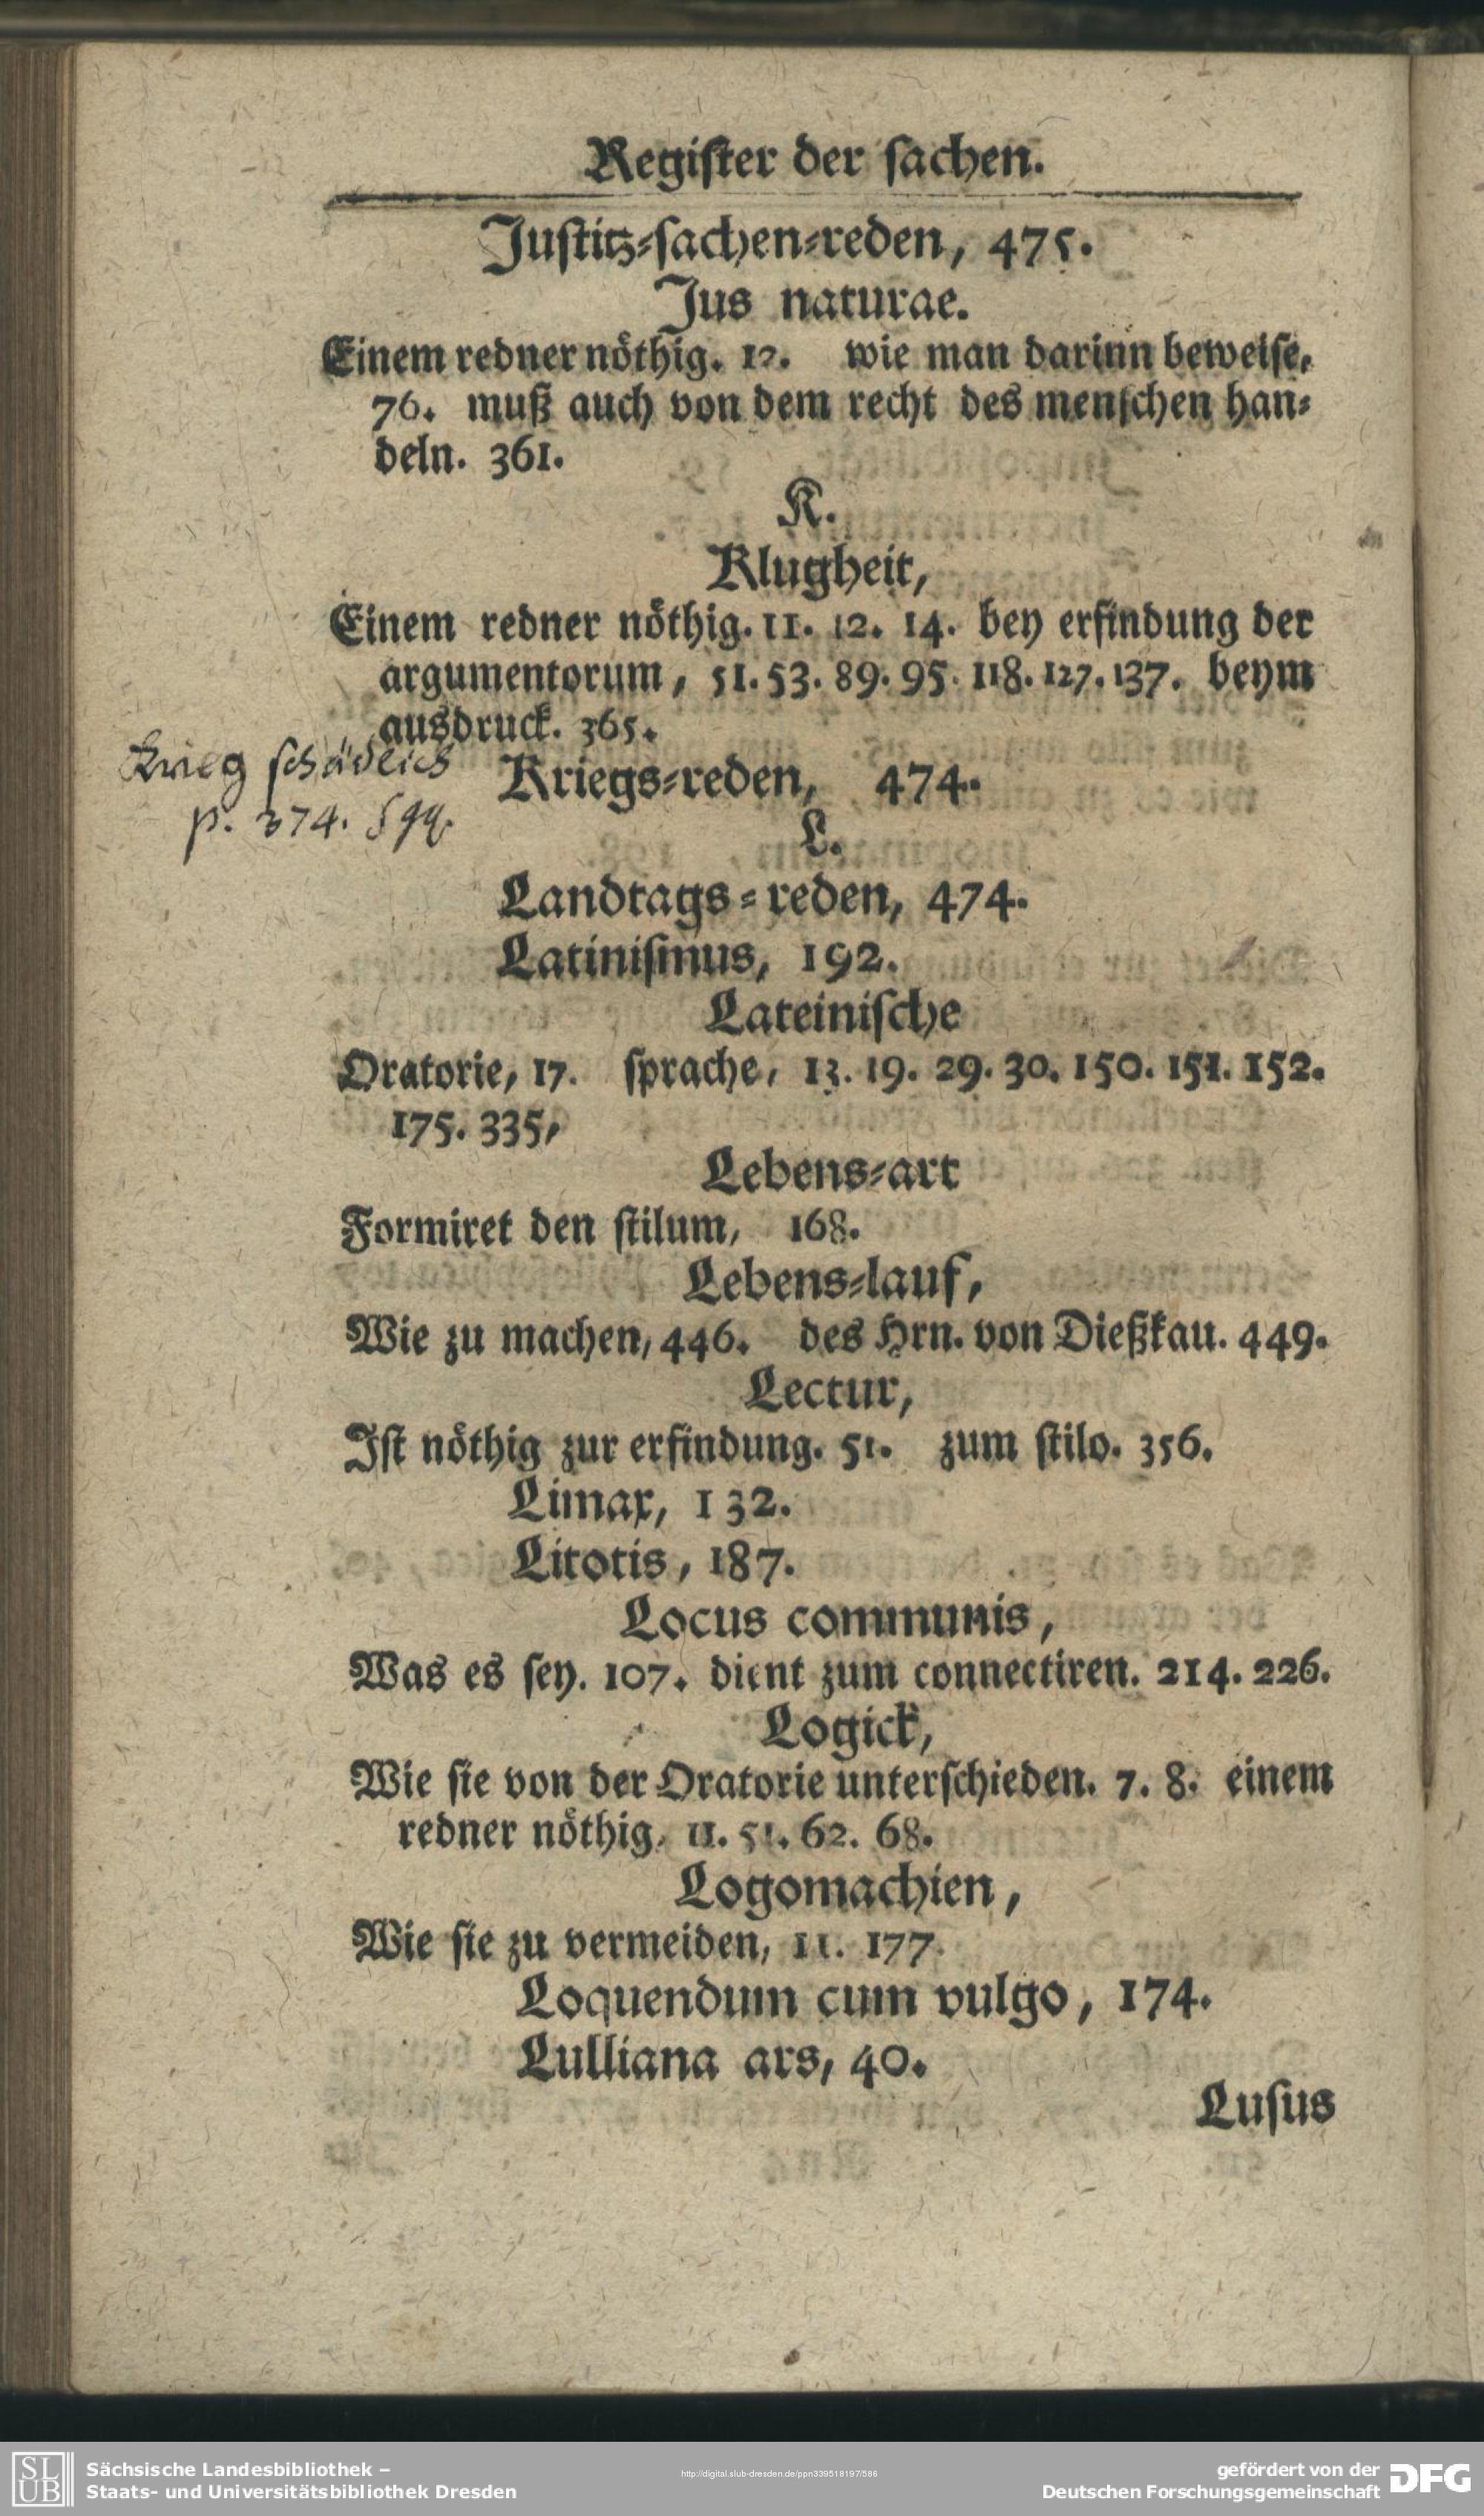 Register der ſachen.
Juſtitz-ſachen-reden, 475.
Jus naturae.
Einem redner nöthig. 12. wie man darinn beweiſe,
76. muß auch von dem recht des menſchen han-
deln. 361.
K.
Klugheit,
Einem redner nöthig. 11. 12. 14. bey erfindung der
argumentorum, 51. 53. 89. 95. 118. 127. 137. beym
ausdruck. 365.
Krieg schädlich
p. 374. sqq.
Kriegs-reden, 474.
L.
Landtags-reden, 474.
Latiniſmus, 192.
Lateiniſche
Oratorie, 17. ſprache, 13. 19. 29. 30. 150. 151. 152.
175. 335,
Lebens-art
Formiret den ſtilum, 168.
Lebens-lauf,
Wie zu machen, 446. des Hrn. von Dießkau. 449.
Lectur,
Iſt nöthig zur erfindung. 51. zum ſtilo. 356.
Limax, 132.
Litotis, 187.
Locus communis,
Was es ſey. 107. dient zum connectiren. 214. 226.
Logick,
Wie ſie von der Oratorie unterſchieden. 7. 8. einem
redner nöthig. 11. 51. 62. 68.
Logomachien,
Wie ſie zu vermeiden, 11. 177.
Loquendum cum vulgo, 174.
Lulliana ars, 40.
Luſus
SLUB
Sächsische Landesbibliothek –
Staats- und Universitätsbibliothek Dresden
http://digital.slub-dresden.de/ppn339518197/586
gefördert von der
Deutschen Forschungsgemeinschaft
DFG